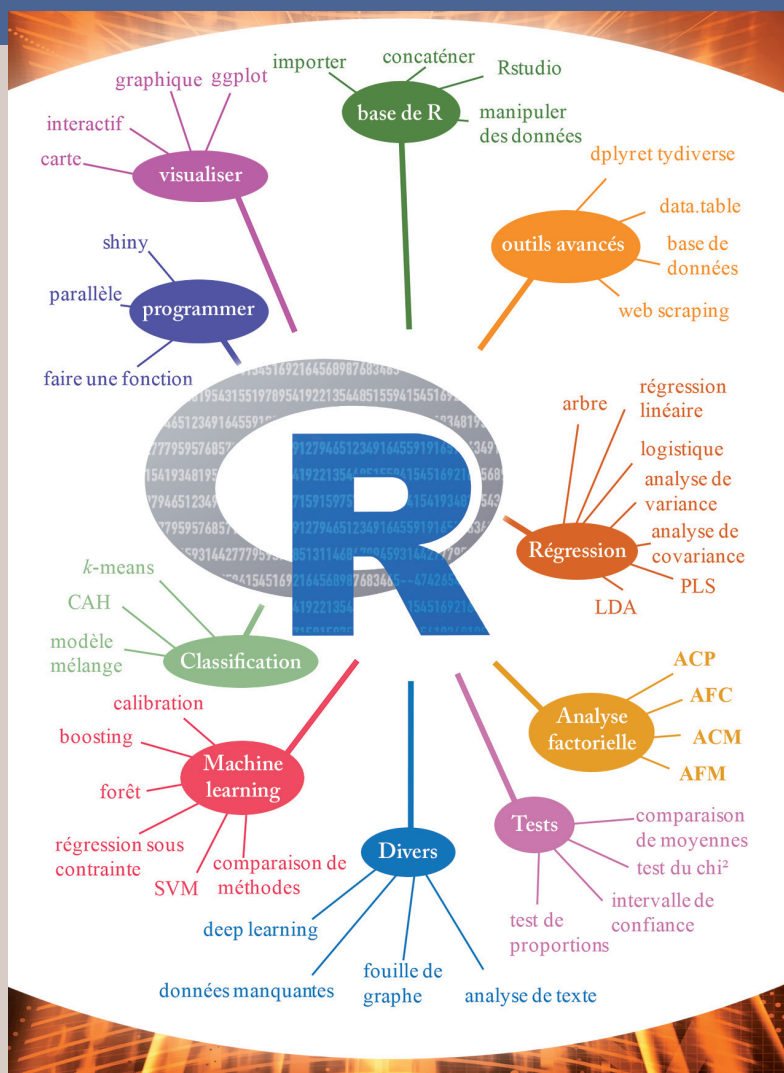 importer
concaténer
Rstudio
base de R
manipuler
des données
graphique
ggplot
interactif
carte
visualiser
dplyret tydiverse
data.table
outils avancés
base de
données
web scraping
shiny
parallèle
programmer
faire une fonction
R
arbre
régression
linéaire
logistique
analyse de
variance
analyse de
covariance
Régression
PLS
LDA
k-means
CAH
modèle
mélange
Classification
ACP
AFC
Analyse
factorielle
ACM
AFM
calibration
boosting
Machine
learning
forêt
régression sous
contrainte
SVM
comparaison de
méthodes
Tests
comparaison
de moyennes
test du chi²
intervalle de
confiance
test de
proportions
Divers
deep learning
données manquantes
fouille de
graphe
analyse de texte